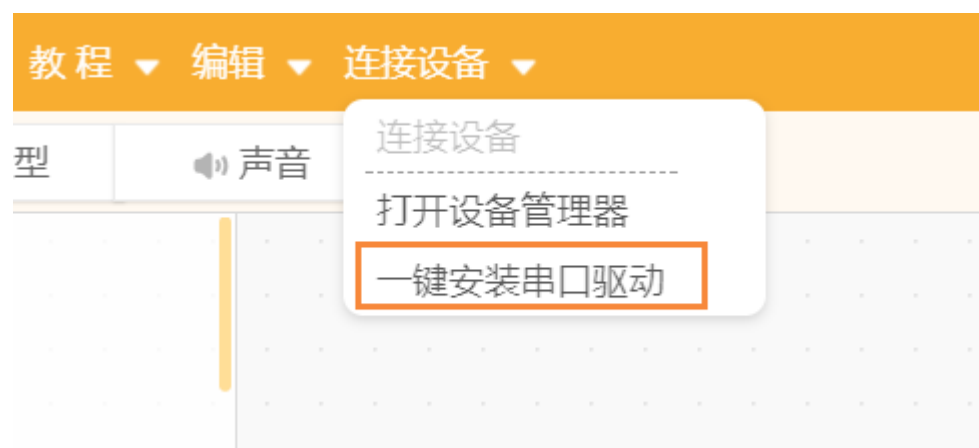 教程 编辑 连接设备
型 声音
连接设备
打开设备管理器
一键安装串口驱动